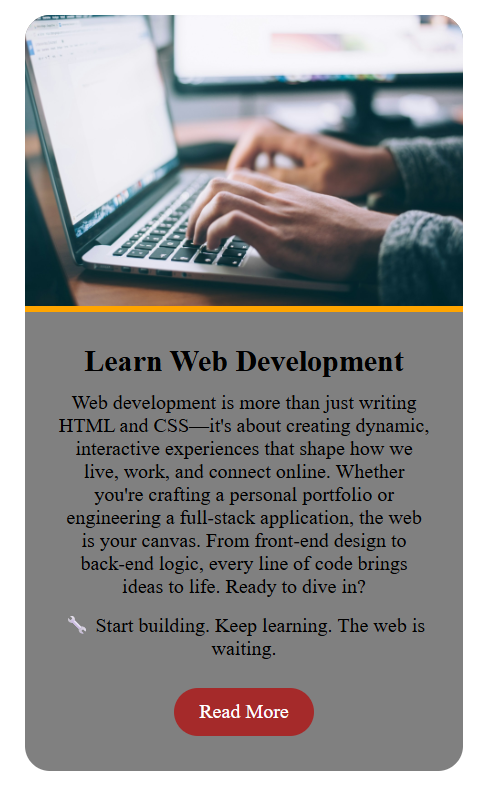 Learn Web Development
Web development is more than just writing
HTML and CSS—it's about creating dynamic,
interactive experiences that shape how we
live, work, and connect online. Whether
you're crafting a personal portfolio or
engineering a full-stack application, the web
is your canvas. From front-end design to
back-end logic, every line of code brings
ideas to life. Ready to dive in?
🔧 Start building. Keep learning. The web is
waiting.
Read More